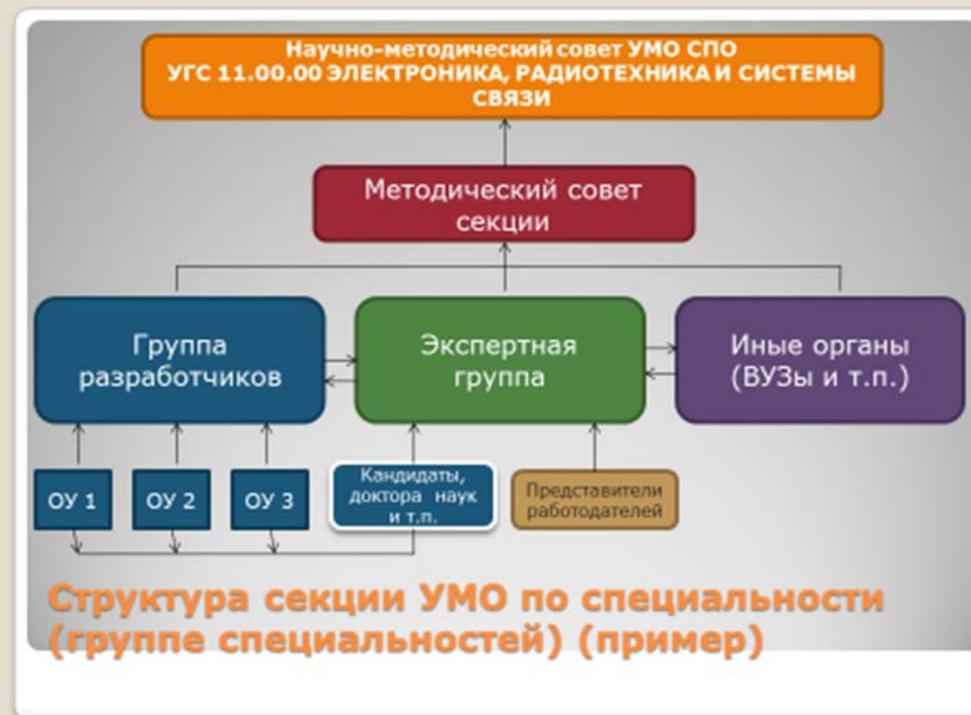 Научно-методический совет УМО СПО
УГС 11.00.00 ЭЛЕКТРОНИКА, РАДИОТЕХНИКА И СИСТЕМЫ
СВЯЗИ
Методический совет
секции
Группа
разработчиков
Экспертная
группа
Иные органы
(ВУЗы и т.п.)
ОУ 1
ОУ 2
ОУ 3
Кандидаты,
доктора наук
и т.п.
Представители
работодателей
Структура секции УМО по специальности
(группе специальностей) (пример)